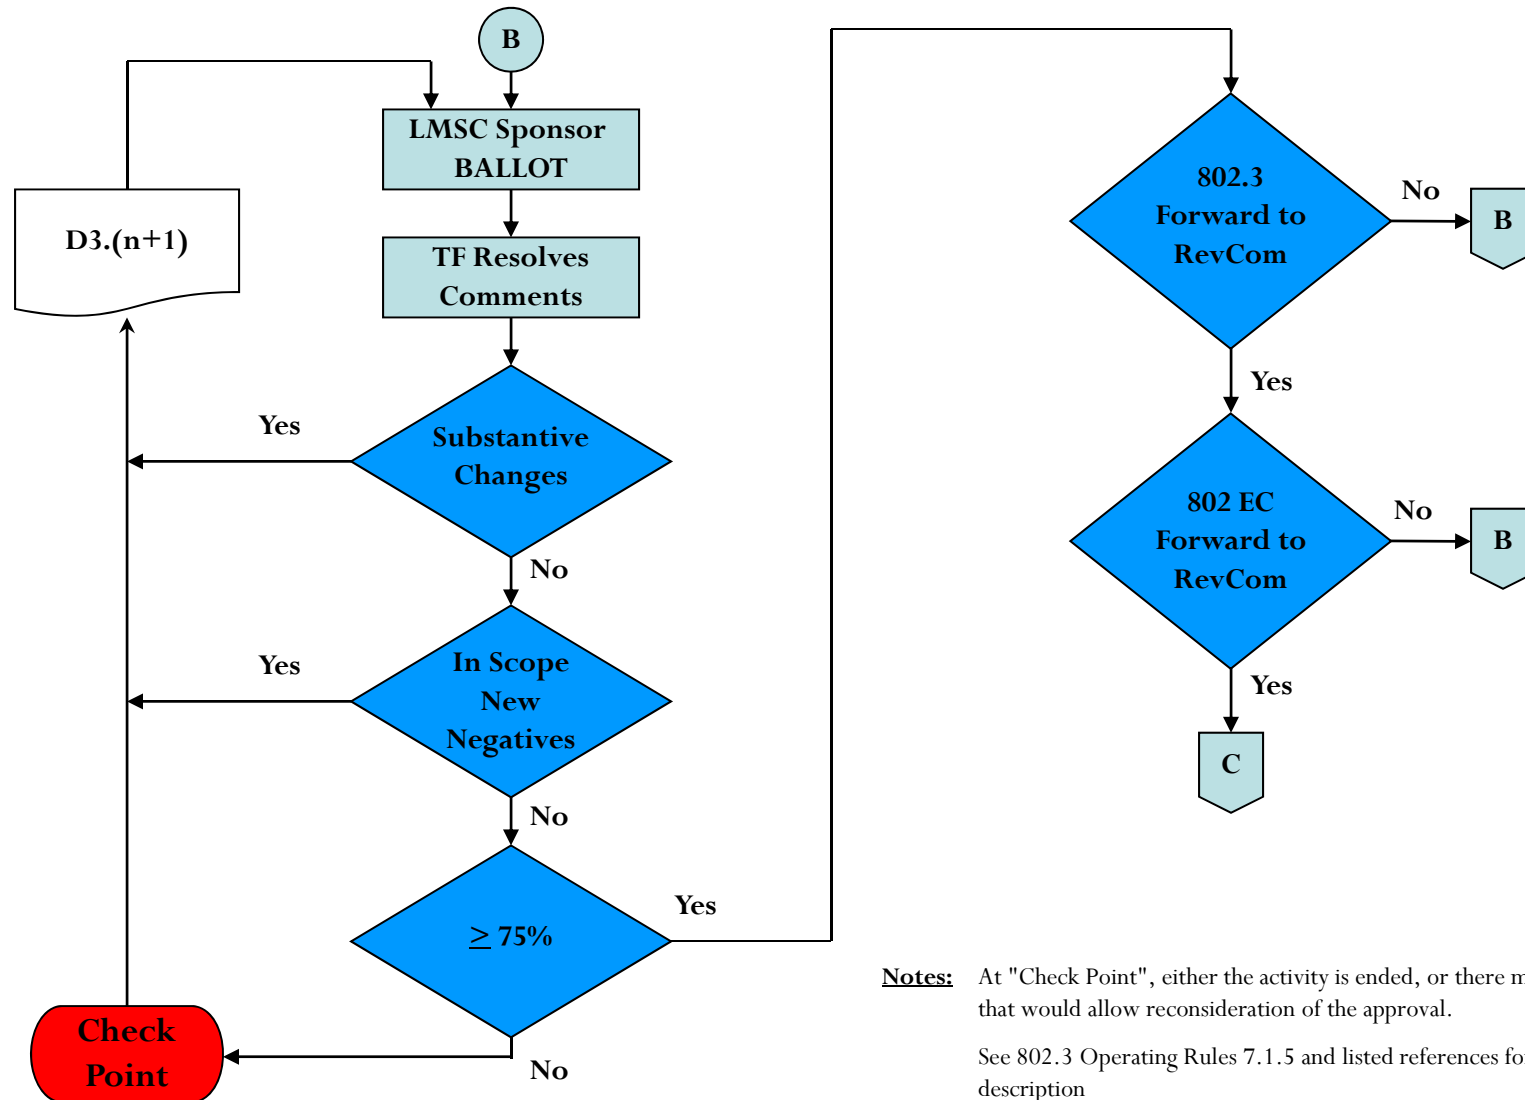 B
LMSC Sponsor
BALLOT
D3.(n+1)
TF Resolves
Comments
Yes
Substantive
Changes
No
Yes
In Scope
New
Negatives
No
Yes
≥ 75%
Check
Point
No
802.3
Forward to
RevCom
No
B
Yes
802 EC
Forward to
RevCom
No
B
Yes
C
Notes: At "Check Point", either the activity is ended, or there
that would allow reconsideration of the approval.
See 802.3 Operating Rules 7.1.5 and listed references
description